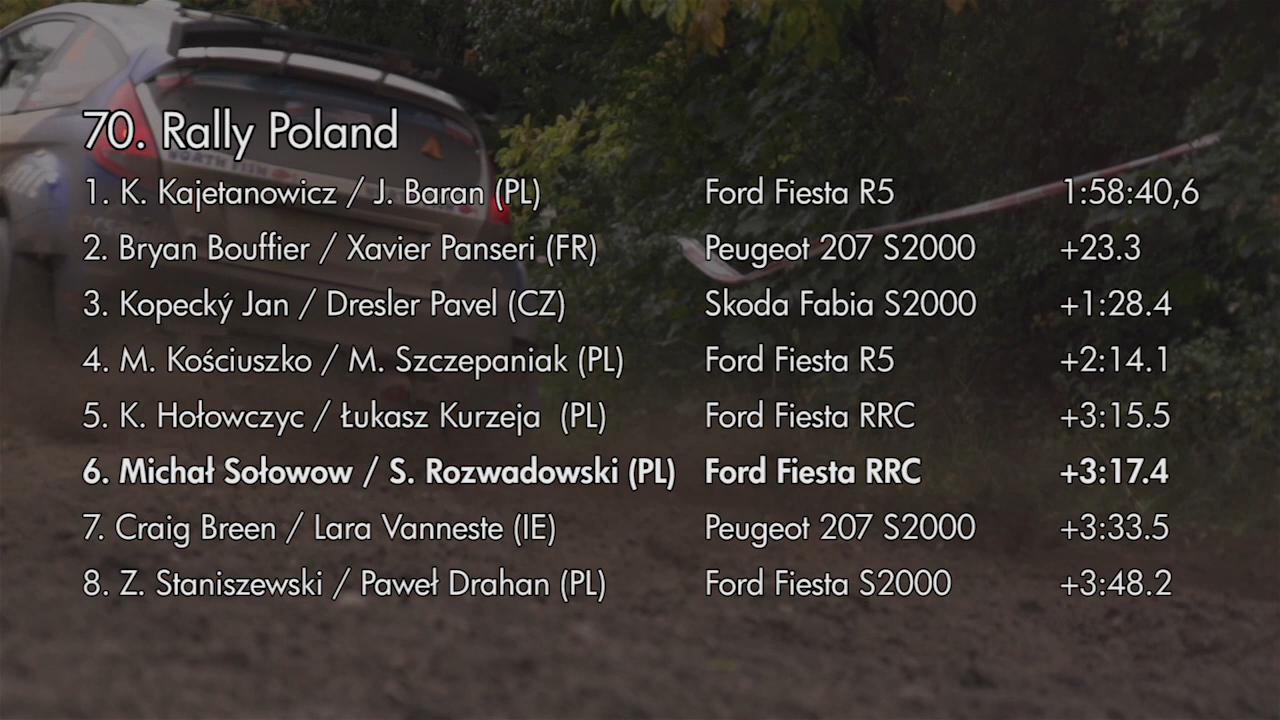 70. Rally Poland
1. K. Kajetanowicz / J. Baran (PL) Ford Fiesta R5 1:58:40,6
2. Bryan Bouffier / Xavier Panseri (FR) Peugeot 207 S2000 +23.3
3. Kopecký Jan / Dresler Pavel (CZ) Skoda Fabia S2000 +1:28.4
4. M. Kościuszko / M. Szczepaniak (PL) Ford Fiesta R5 +2:14.1
5. K. Hołowczyc / Łukasz Kurzeja (PL) Ford Fiesta RRC +3:15.5
6. Michał Sołowow / S. Rozwadowski (PL) Ford Fiesta RRC +3:17.4
7. Craig Breen / Lara Vanneste (IE) Peugeot 207 S2000 +3:33.5
8. Z. Staniszewski / Paweł Drahan (PL) Ford Fiesta S2000 +3:48.2